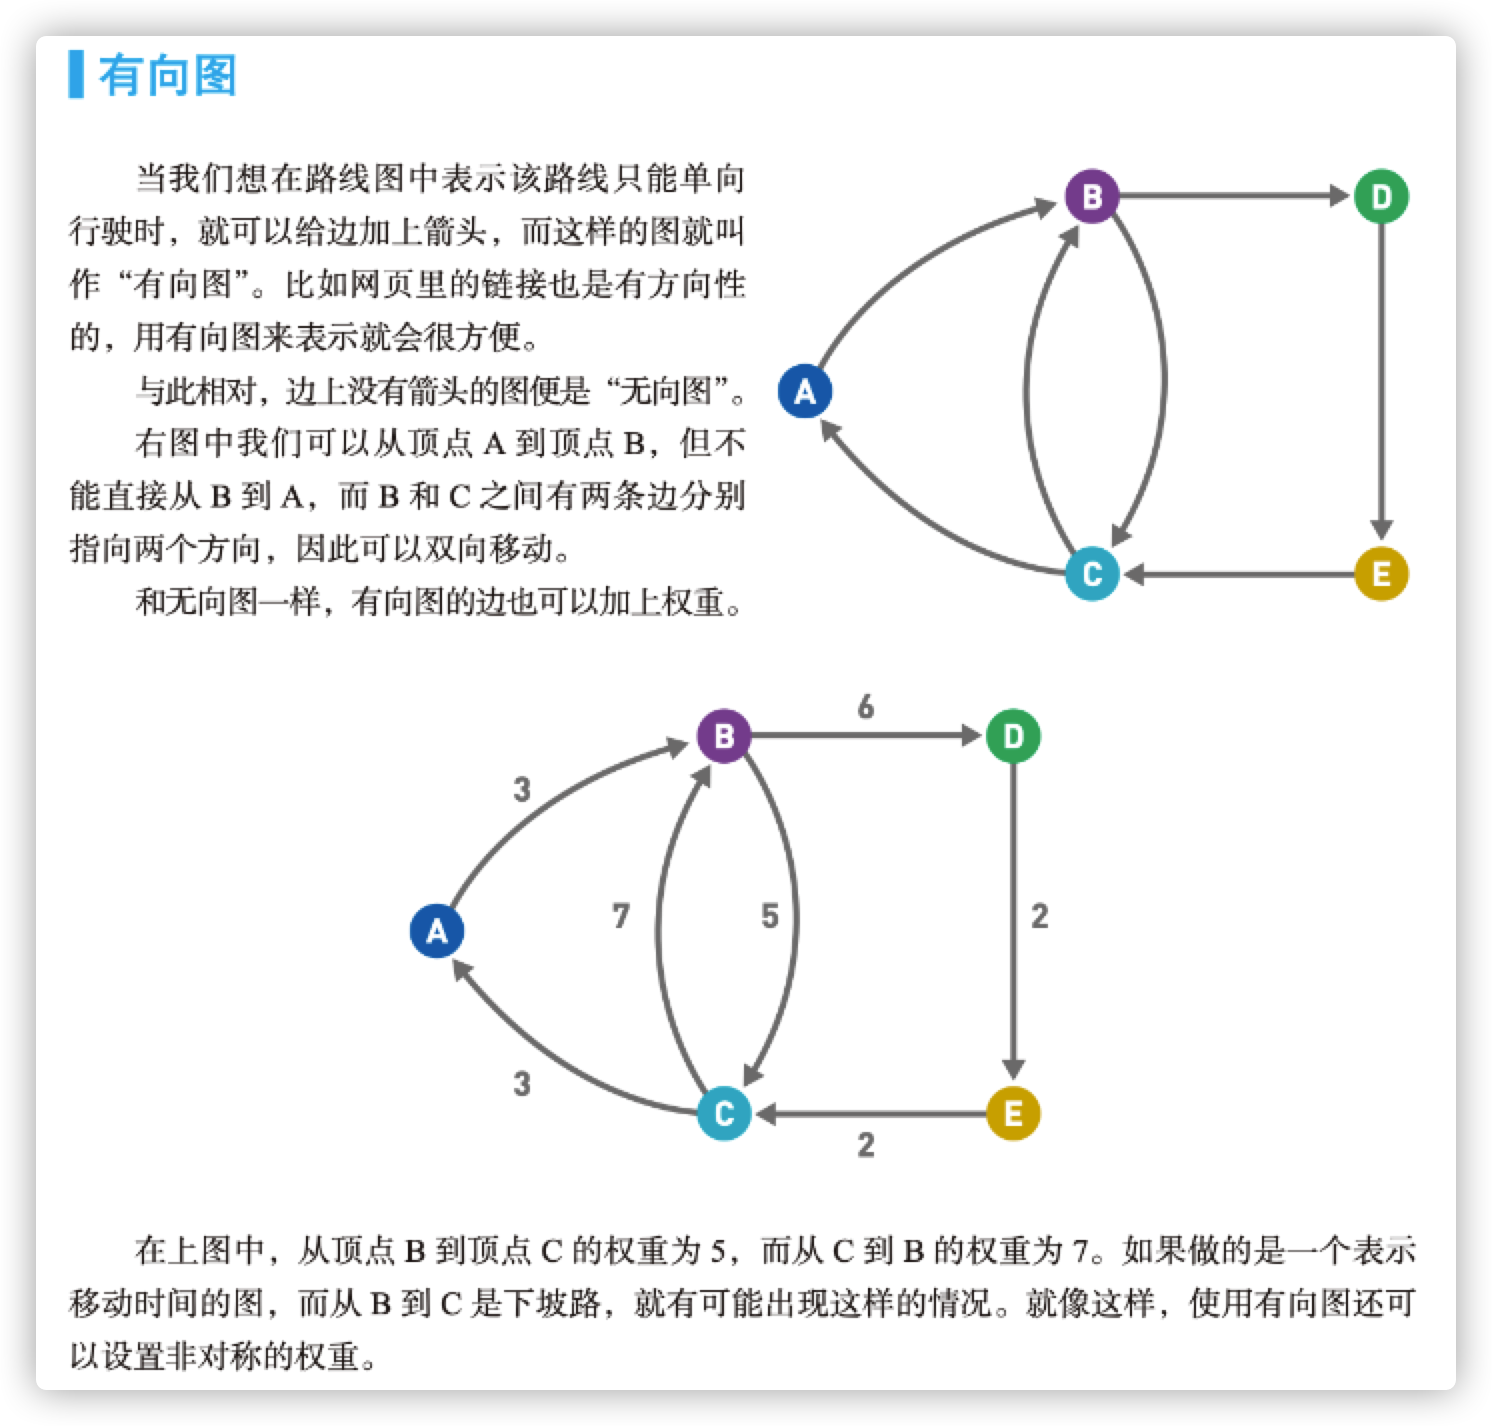 有向图
当我们想在路线图中表示该路线只能单向
行驶时，就可以给边加上箭头，而这样的图就叫
作“有向图”。比如网页里的链接也是有方向性
的，用有向图来表示就会很方便。
与此相对，边上没有箭头的图便是“无向图”。
右图中我们可以从顶点 A 到顶点 B，但不
能直接从 B 到 A，而 B 和 C 之间有两条边分别
指向两个方向，因此可以双向移动。
和无向图一样，有向图的边也可以加上权重。
B
D
A
C
E
6
B
D
3
7
5
2
A
3
C
E
2
在上图中，从顶点 B 到顶点 C 的权重为 5，而从 C 到 B 的权重为 7。如果做的是一个表示
移动时间的图，而从 B 到 C 是下坡路，就有可能出现这样的情况。就像这样，使用有向图还可
以设置非对称的权重。